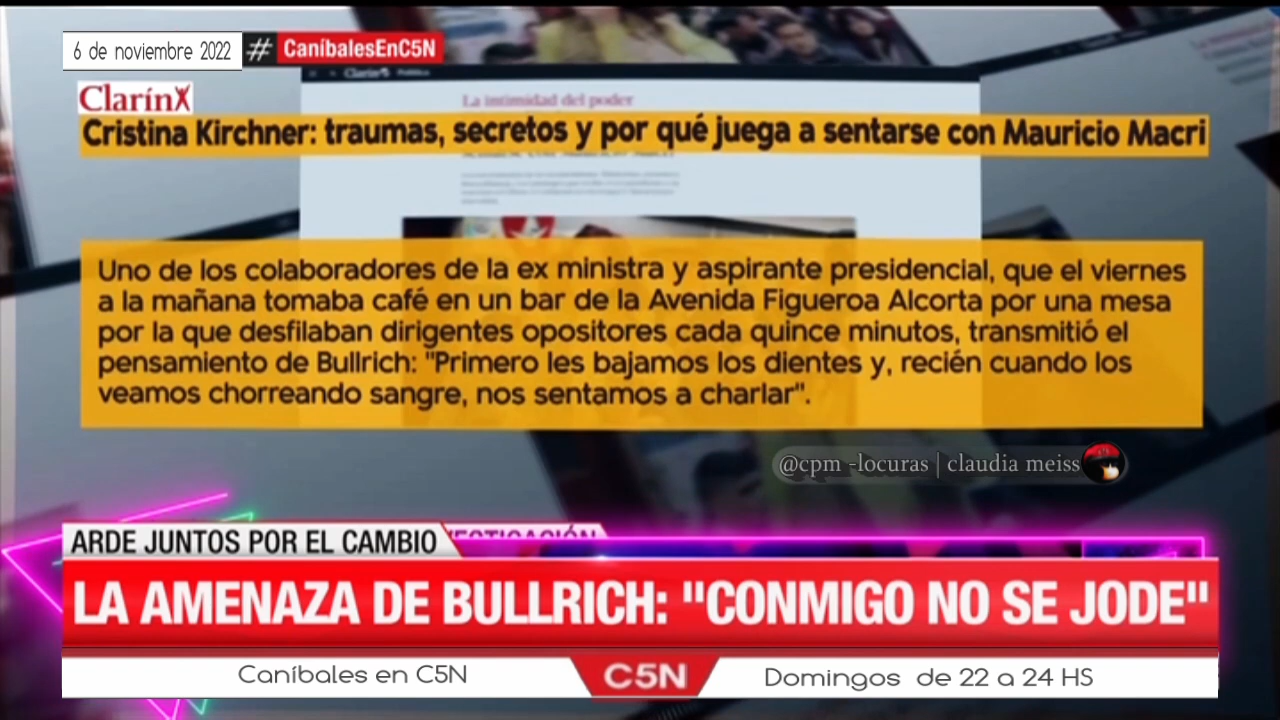 6 de noviembre 2022 # CaníbalesEnC5N
Clarín
Clarín Política
La intimidad del poder
Cristina Kirchner: traumas, secretos y por qué juega a sentarse con Mauricio Macri
Uno de los colaboradores de la ex ministra y aspirante presidencial, que el viernes
a la mañana tomaba café en un bar de la Avenida Figueroa Alcorta por una mesa
por la que desfilaban dirigentes opositores cada quince minutos, transmitió el
pensamiento de Bullrich: "Primero les bajamos los dientes y, recién cuando los
veamos chorreando sangre, nos sentamos a charlar".
@cpm -locuras | claudia meiss
ARDE JUNTOS POR EL CAMBIO
LA AMENAZA DE BULLRICH: "CONMIGO NO SE JODE"
Caníbales en C5N C5N Domingos de 22 a 24 HS